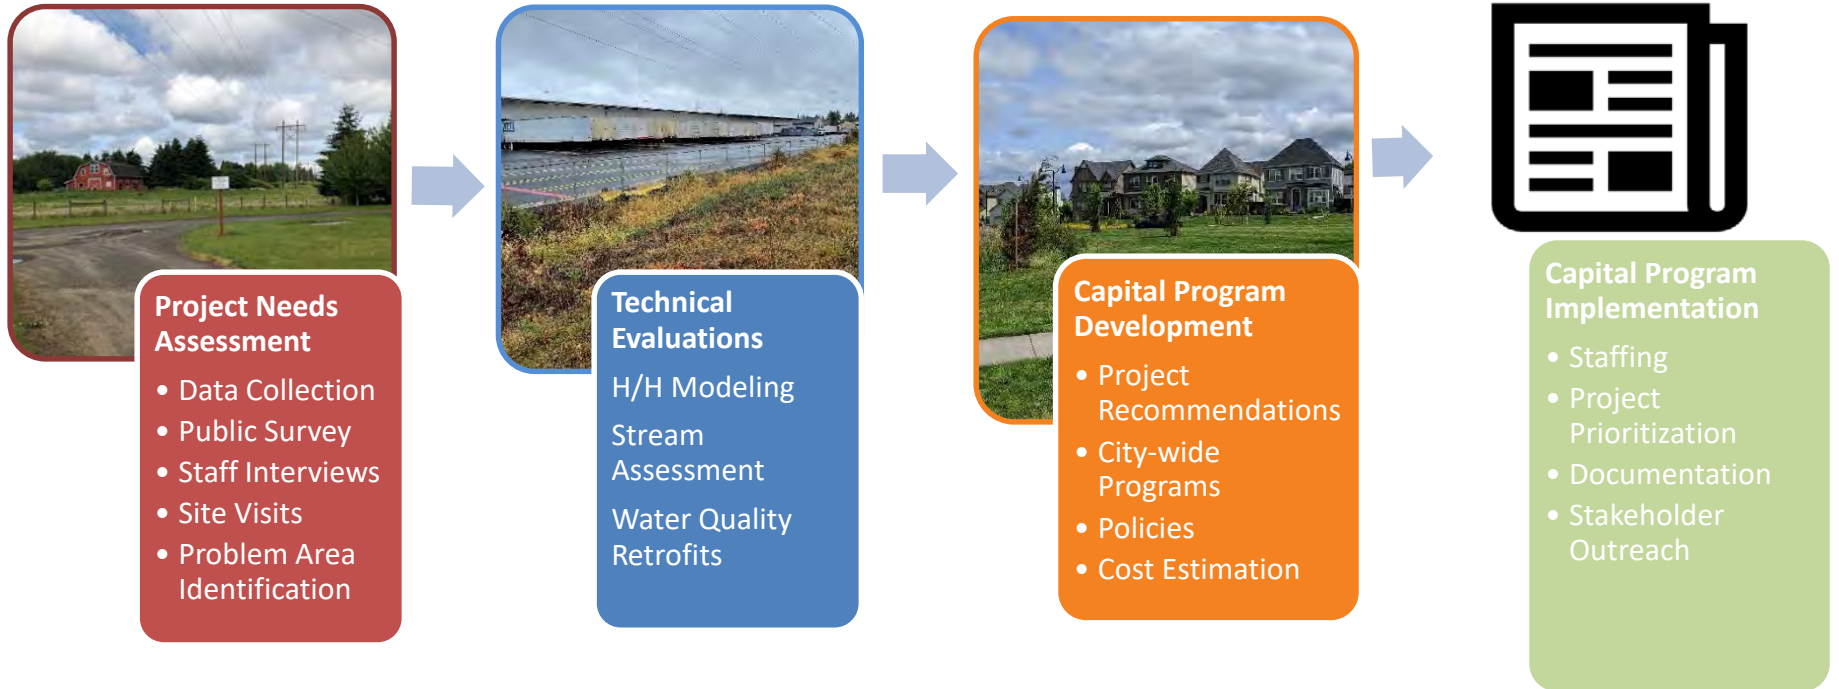 Project Needs
Assessment
• Data Collection
• Public Survey
• Staff Interviews
• Site Visits
• Problem Area
Identification
Technical
Evaluations
H/H Modeling
Stream
Assessment
Water Quality
Retrofits
Capital Program
Development
• Project
Recommendations
• City-wide
Programs
• Policies
• Cost Estimation
Capital Program
Implementation
• Staffing
• Project
Prioritization
• Documentation
• Stakeholder
Outreach